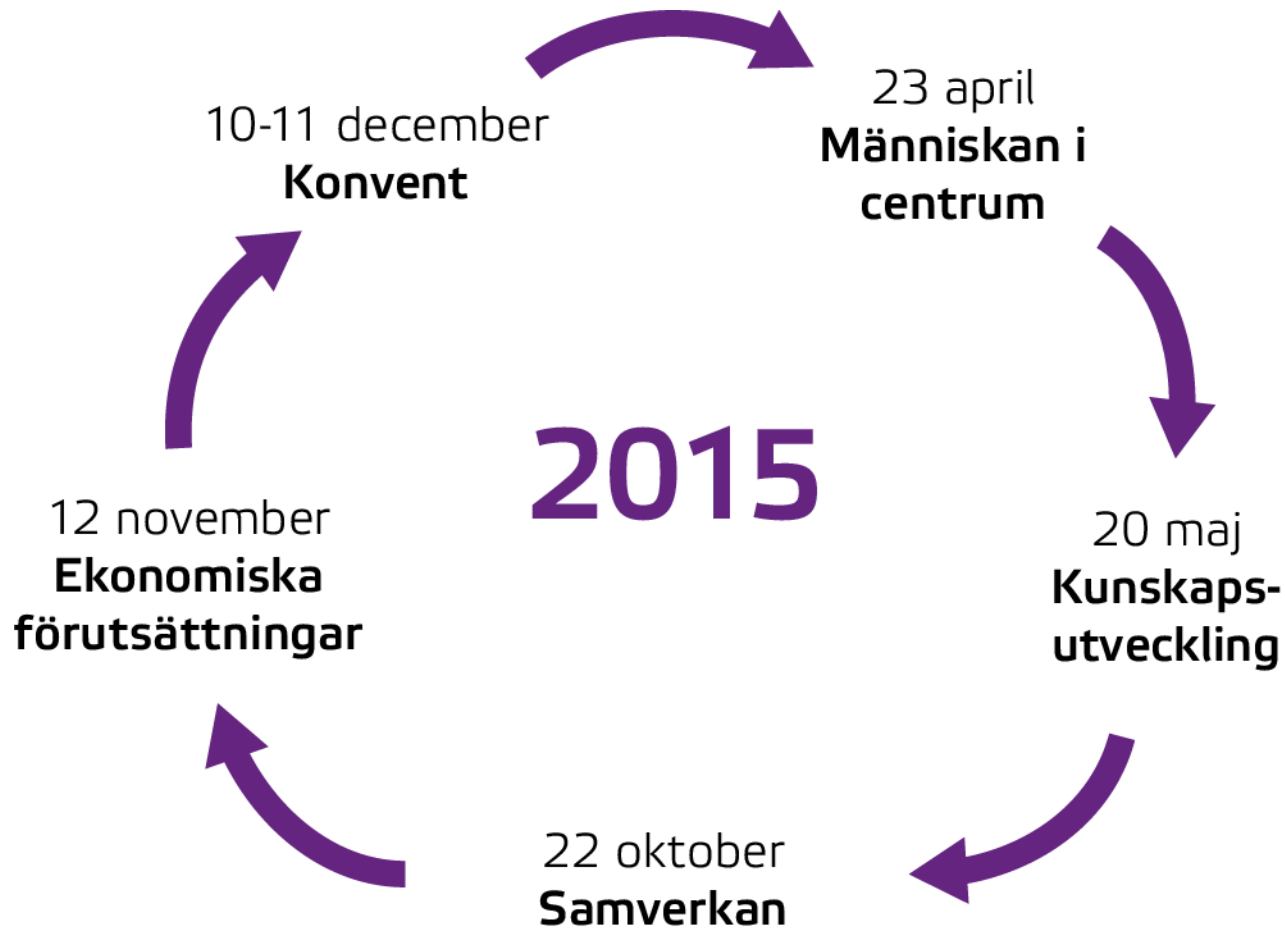 10-11 december
Konvent
23 april
Människan i
centrum
2015
12 november
Ekonomiska
förutsättningar
20 maj
Kunskaps-
utveckling
22 oktober
Samverkan